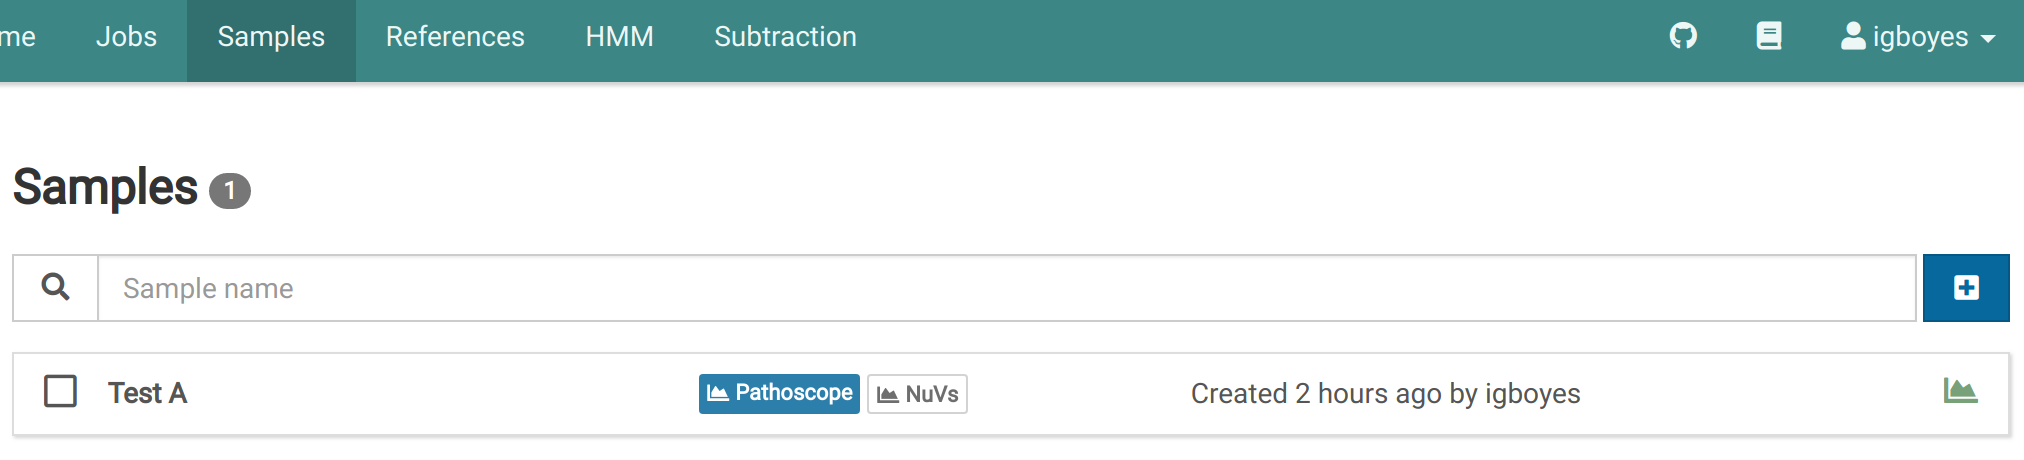 me Jobs Samples References HMM Subtraction igboyes
Samples 1
Sample name
Test A Pathoscope NuVs Created 2 hours ago by igboyes